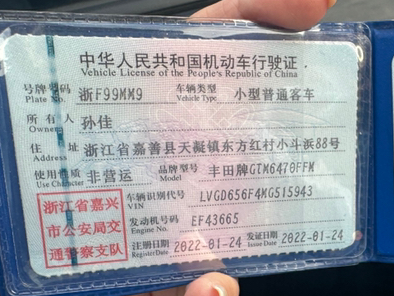 中华人民共和国机动车行驶证
Vehicle License of the People's Republic of China
号牌号码 Plate No. 浙F99MM9 车辆类型 Vehicle Type 小型普通客车
所有人 Owner 孙佳
住址 Address 浙江省嘉善县天凝镇东方红村小斗浜88号
使用性质 Use Character 非营运 品牌型号 Model 丰田牌GTM6470FFM
浙江省嘉兴市公安局交通警察支队
车辆识别代号 VIN LVGD656F4MG515943
发动机号码 Engine No. EF43665
注册日期 Register Date 2022-01-24 发证日期 Issue Date 2022-01-24